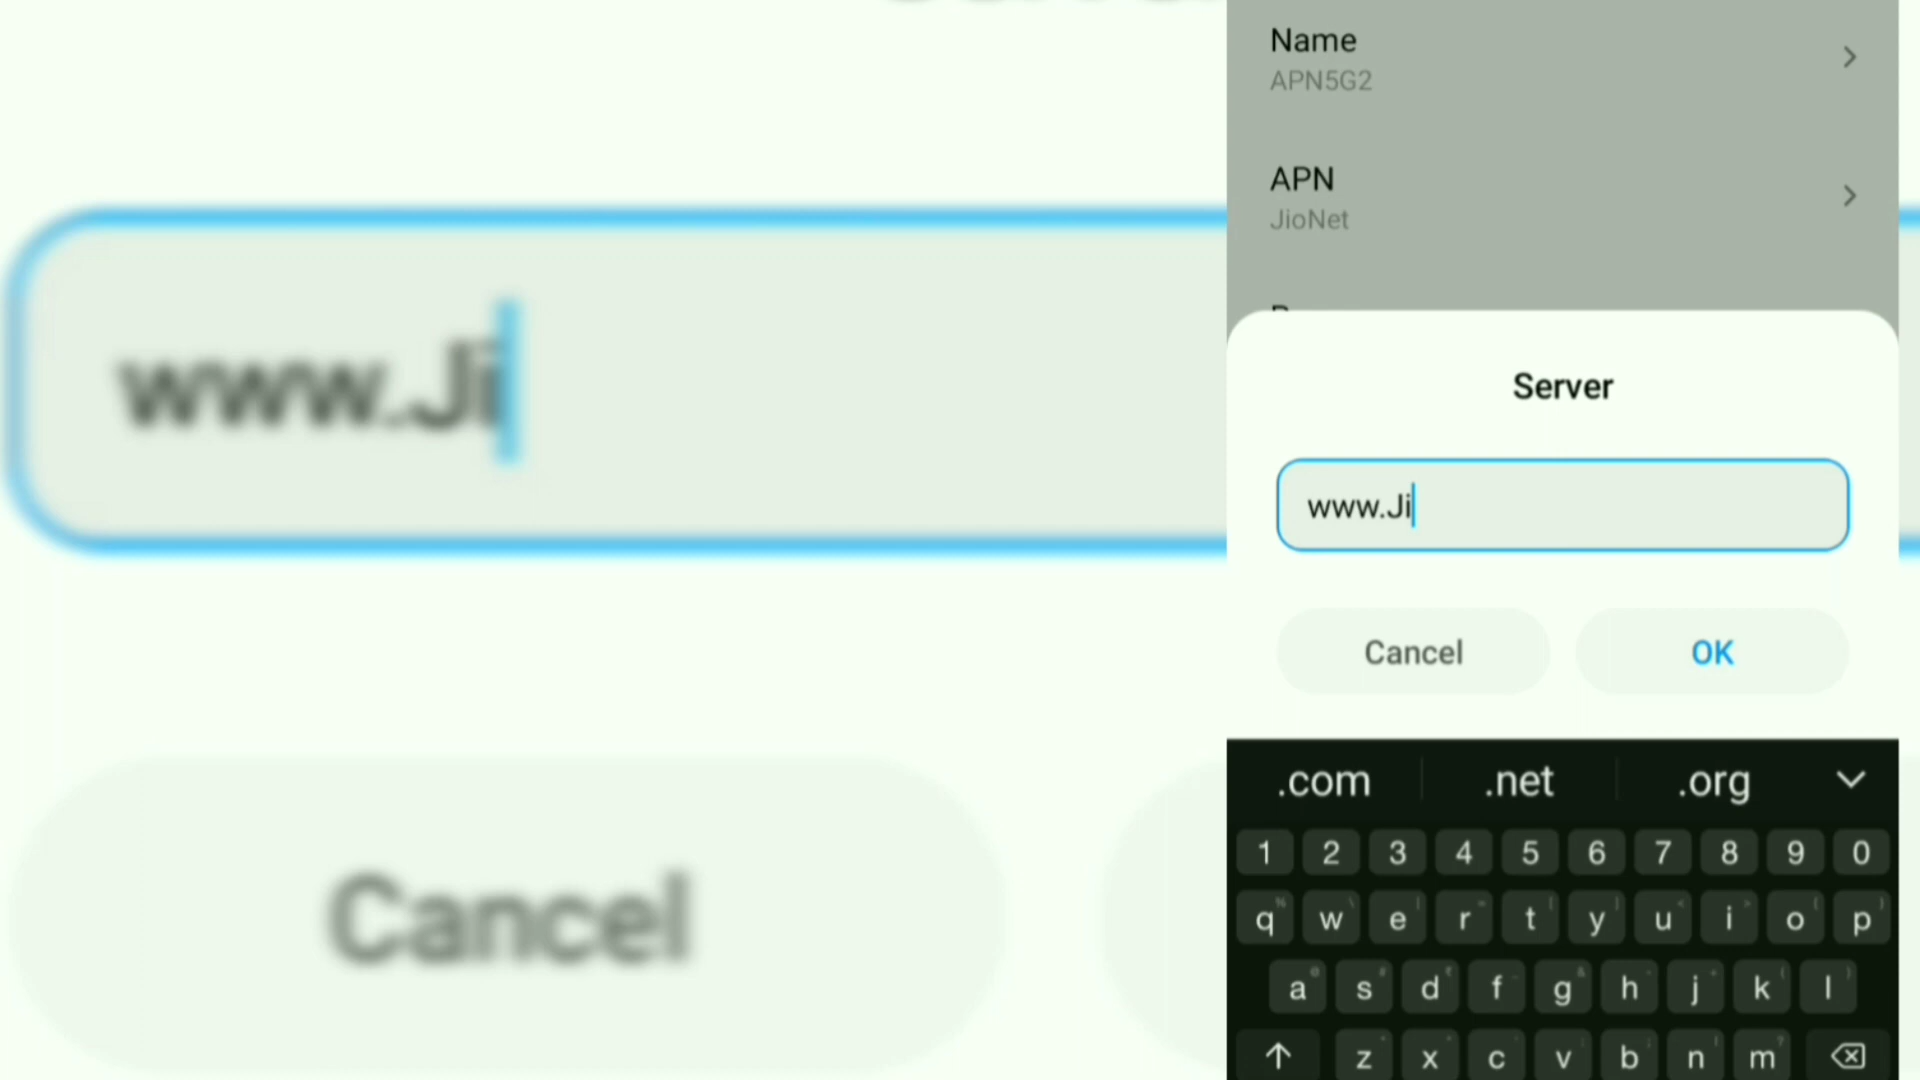 www.Ji
Cancel
Name
APN5G2
APN
JioNet
Server
www.Ji
Cancel
OK
.com .net .org
1 2 3 4 5 6 7 8 9 0
q w e r t y u i o p
a s d f g h j k l
z x c v b n m